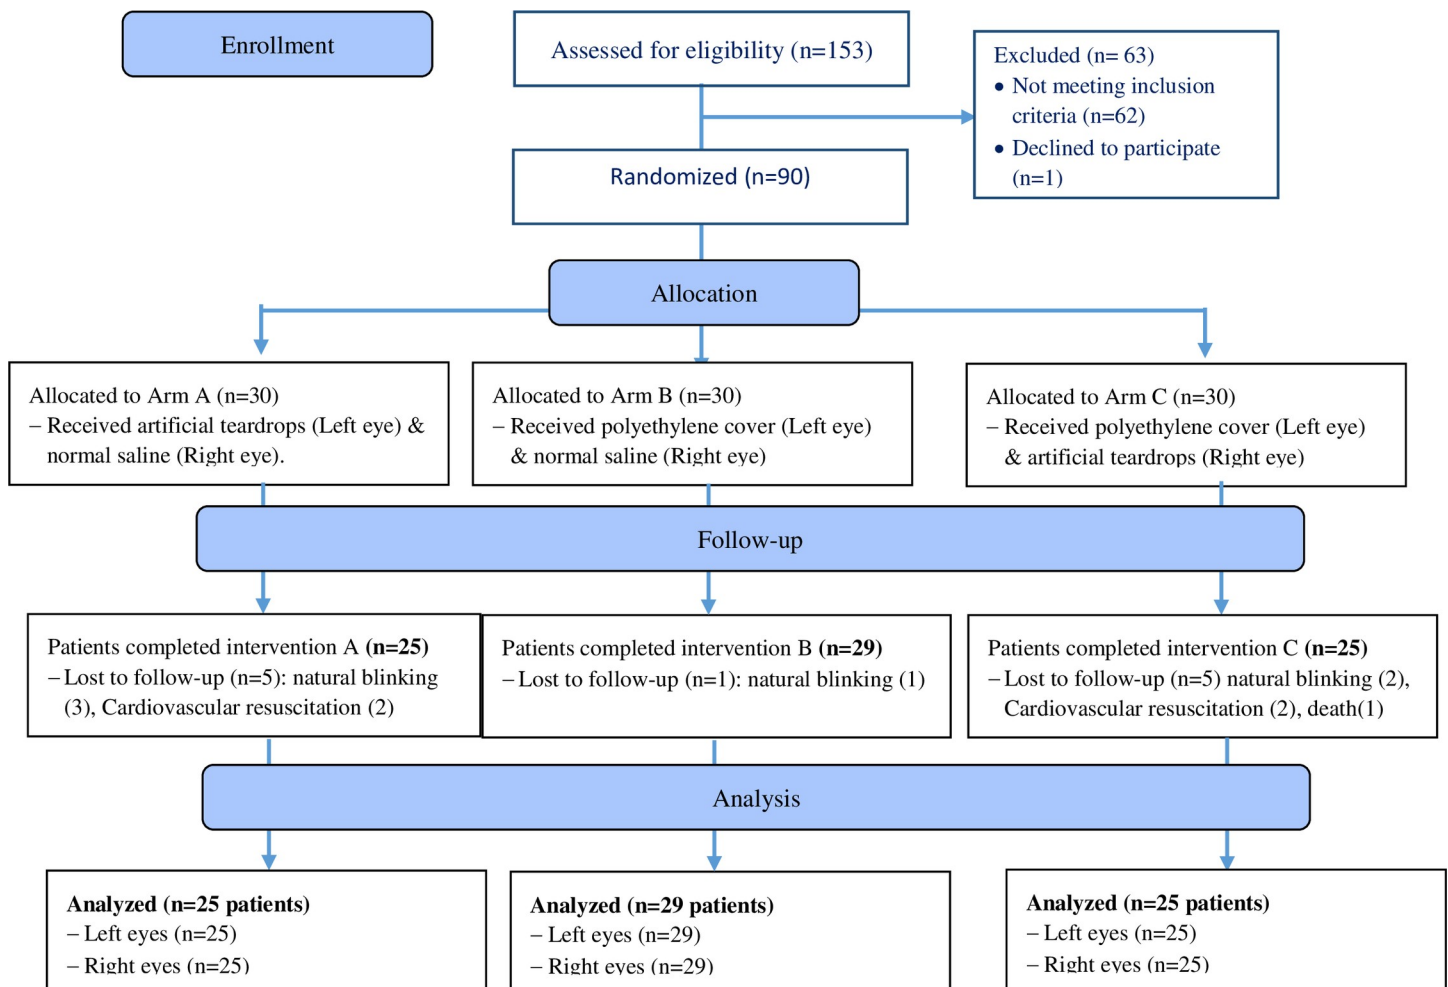 Enrollment
Assessed for eligibility (n=153)
Excluded (n= 63)
• Not meeting inclusion
criteria (n=62)
• Declined to participate
(n=1)
Randomized (n=90)
Allocation
Allocated to Arm A (n=30)
– Received artificial teardrops (Left eye) &
normal saline (Right eye).
Allocated to Arm B (n=30)
– Received polyethylene cover (Left eye)
& normal saline (Right eye)
Allocated to Arm C (n=30)
– Received polyethylene cover (Left eye)
& artificial teardrops (Right eye)
Follow-up
Patients completed intervention A (n=25)
– Lost to follow-up (n=5): natural blinking
(3), Cardiovascular resuscitation (2)
Patients completed intervention B (n=29)
– Lost to follow-up (n=1): natural blinking (1)
Patients completed intervention C (n=25)
– Lost to follow-up (n=5) natural blinking (2),
Cardiovascular resuscitation (2), death(1)
Analysis
Analyzed (n=25 patients)
– Left eyes (n=25)
– Right eyes (n=25)
Analyzed (n=29 patients)
– Left eyes (n=29)
– Right eyes (n=29)
Analyzed (n=25 patients)
– Left eyes (n=25)
– Right eyes (n=25)